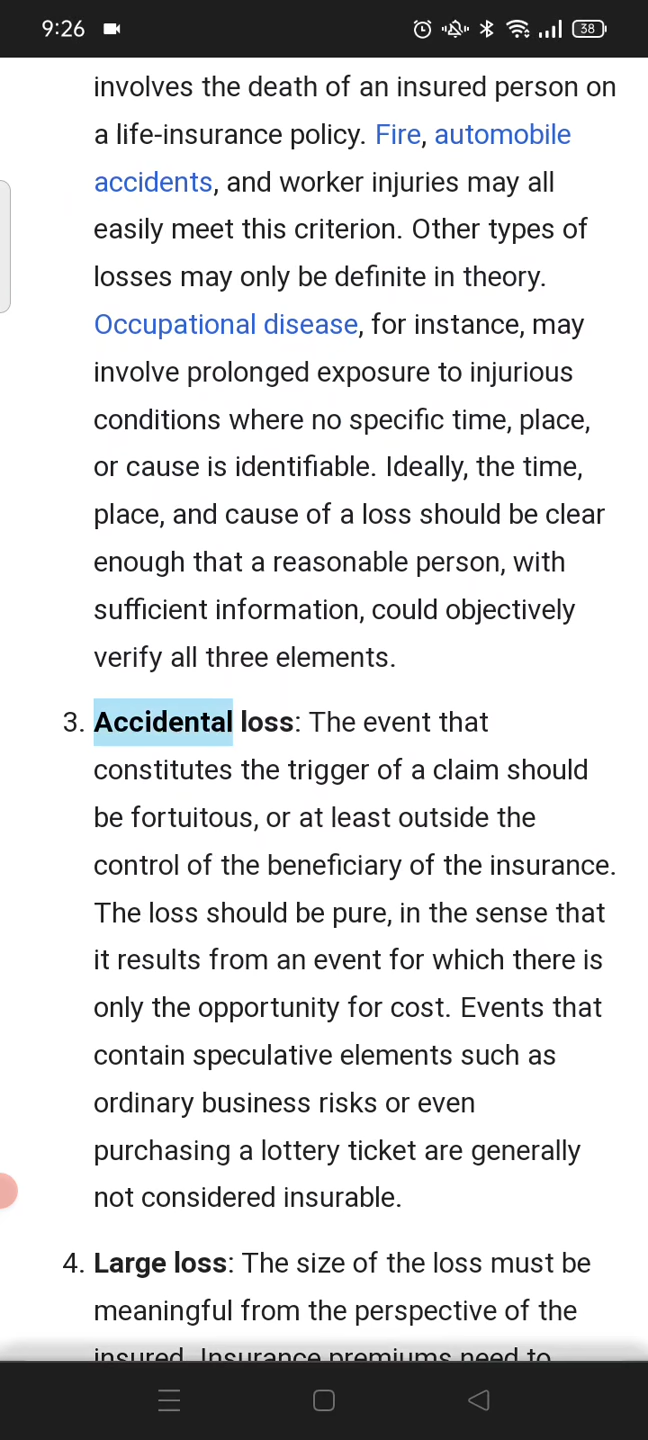 9:26
38
involves the death of an insured person on
a life-insurance policy. Fire, automobile
accidents, and worker injuries may all
easily meet this criterion. Other types of
losses may only be definite in theory.
Occupational disease, for instance, may
involve prolonged exposure to injurious
conditions where no specific time, place,
or cause is identifiable. Ideally, the time,
place, and cause of a loss should be clear
enough that a reasonable person, with
sufficient information, could objectively
verify all three elements.
3. Accidental loss: The event that
constitutes the trigger of a claim should
be fortuitous, or at least outside the
control of the beneficiary of the insurance.
The loss should be pure, in the sense that
it results from an event for which there is
only the opportunity for cost. Events that
contain speculative elements such as
ordinary business risks or even
purchasing a lottery ticket are generally
not considered insurable.
4. Large loss: The size of the loss must be
meaningful from the perspective of the
insured. Insurance premiums need to